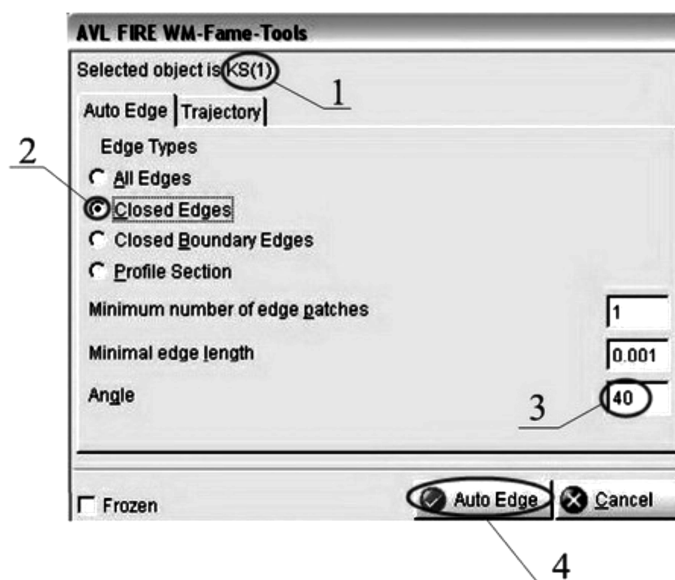 AVL FIRE WM-Fame-Tools
Selected object is KS(1)
1
Auto Edge Trajectory
2
Edge Types
All Edges
Closed Edges
Closed Boundary Edges
Profile Section
Minimum number of edge patches 1
Minimal edge length 0.001
Angle 40
3
Frozen Auto Edge Cancel
4